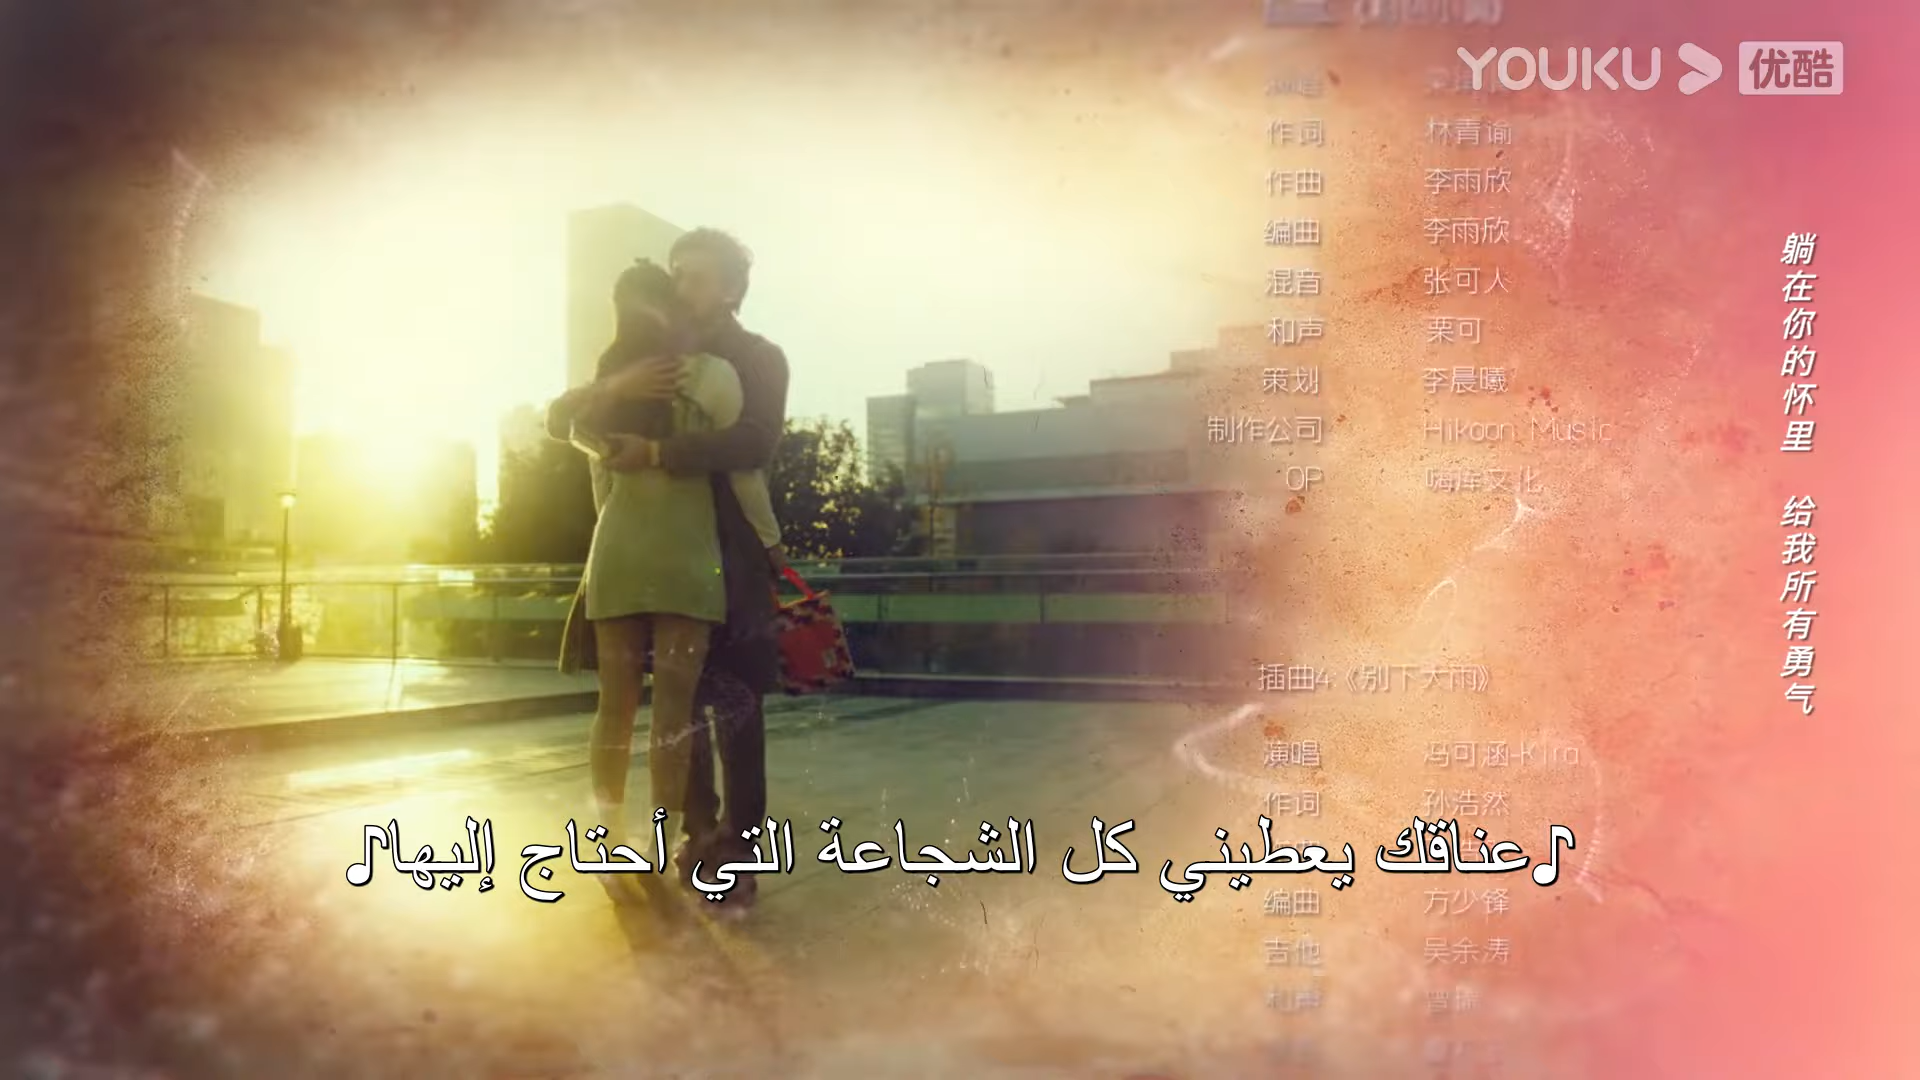 YOUKU 优酷
作词 林青谕
作曲 李雨欣
编曲 李雨欣
混音 张可人
和声 栗可
策划 李晨曦
制作公司 Hikoon Music
OP 嗨库文化
插曲4:《别下大雨》
演唱 冯可涵-Kira
作词 孙浩然
编曲 方少锋
吉他 吴余涛
和声
躺在你的怀里 给我所有勇气
♪عناقك يعطيني كل الشجاعة التي أحتاج إليها♪